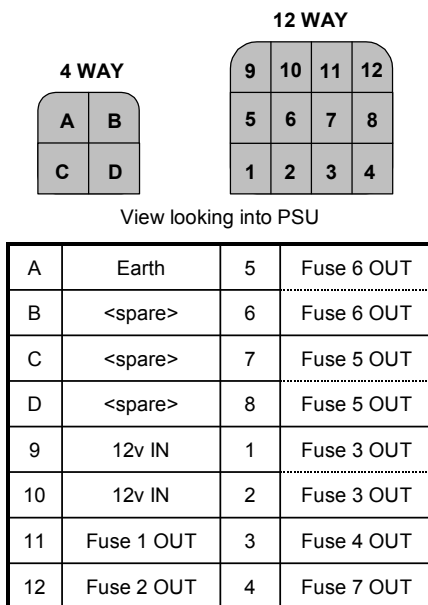 12 WAY
4 WAY
9 10 11 12
A B
5 6 7 8
C D
1 2 3 4
View looking into PSU
A Earth 5 Fuse 6 OUT
B <spare> 6 Fuse 6 OUT
C <spare> 7 Fuse 5 OUT
D <spare> 8 Fuse 5 OUT
9 12v IN 1 Fuse 3 OUT
10 12v IN 2 Fuse 3 OUT
11 Fuse 1 OUT 3 Fuse 4 OUT
12 Fuse 2 OUT 4 Fuse 7 OUT